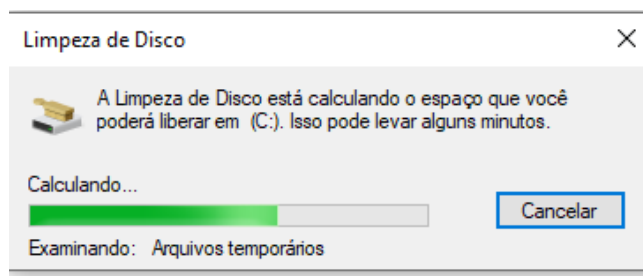 Limpeza de Disco
A Limpeza de Disco está calculando o espaço que você
poderá liberar em (C:). Isso pode levar alguns minutos.
Calculando...
Cancelar
Examinando: Arquivos temporários